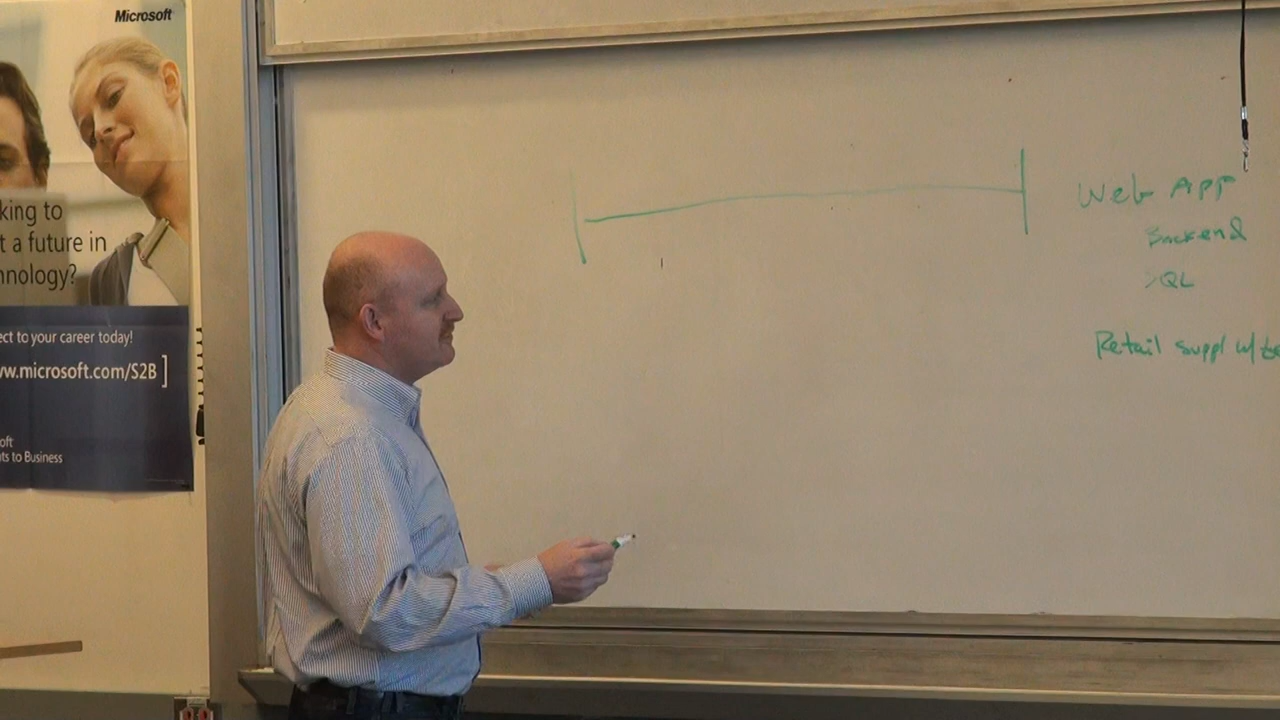 Microsoft
king to
t a future in
nnology?
ect to your career today!
ww.microsoft.com/S2B ]
oft
ts to Business
Web App
Backend
SQL
Retail suppl w/